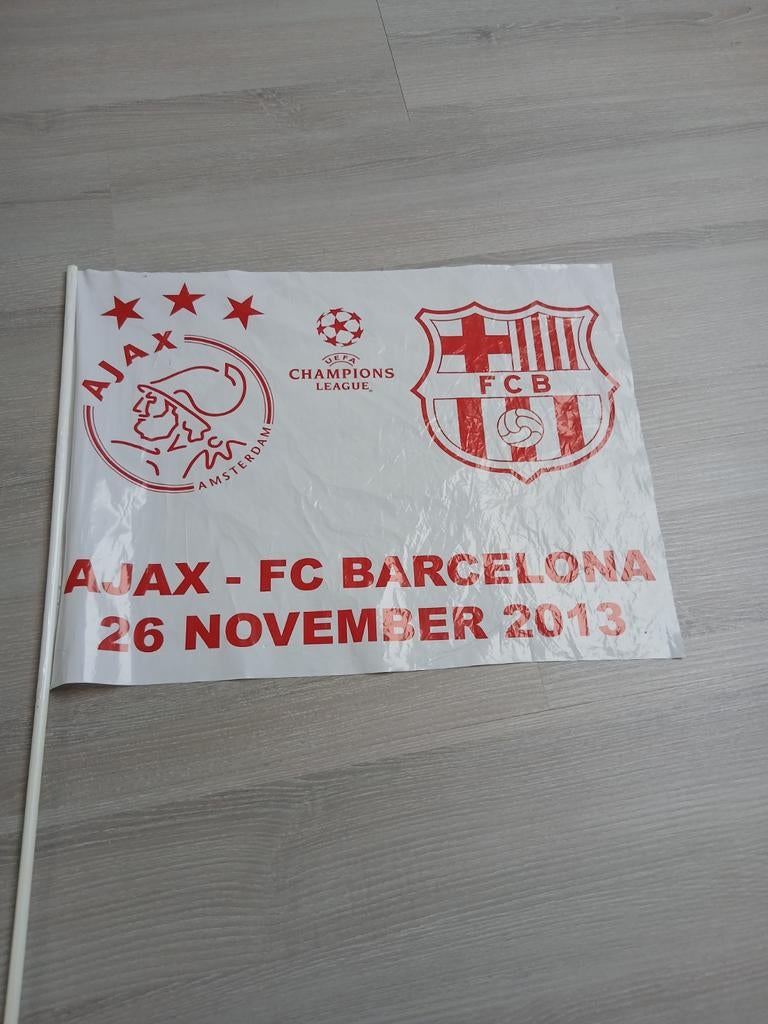 AJAX
AMSTERDAM
UEFA
CHAMPIONS
LEAGUE
FCB
AJAX - FC BARCELONA
26 NOVEMBER 2013